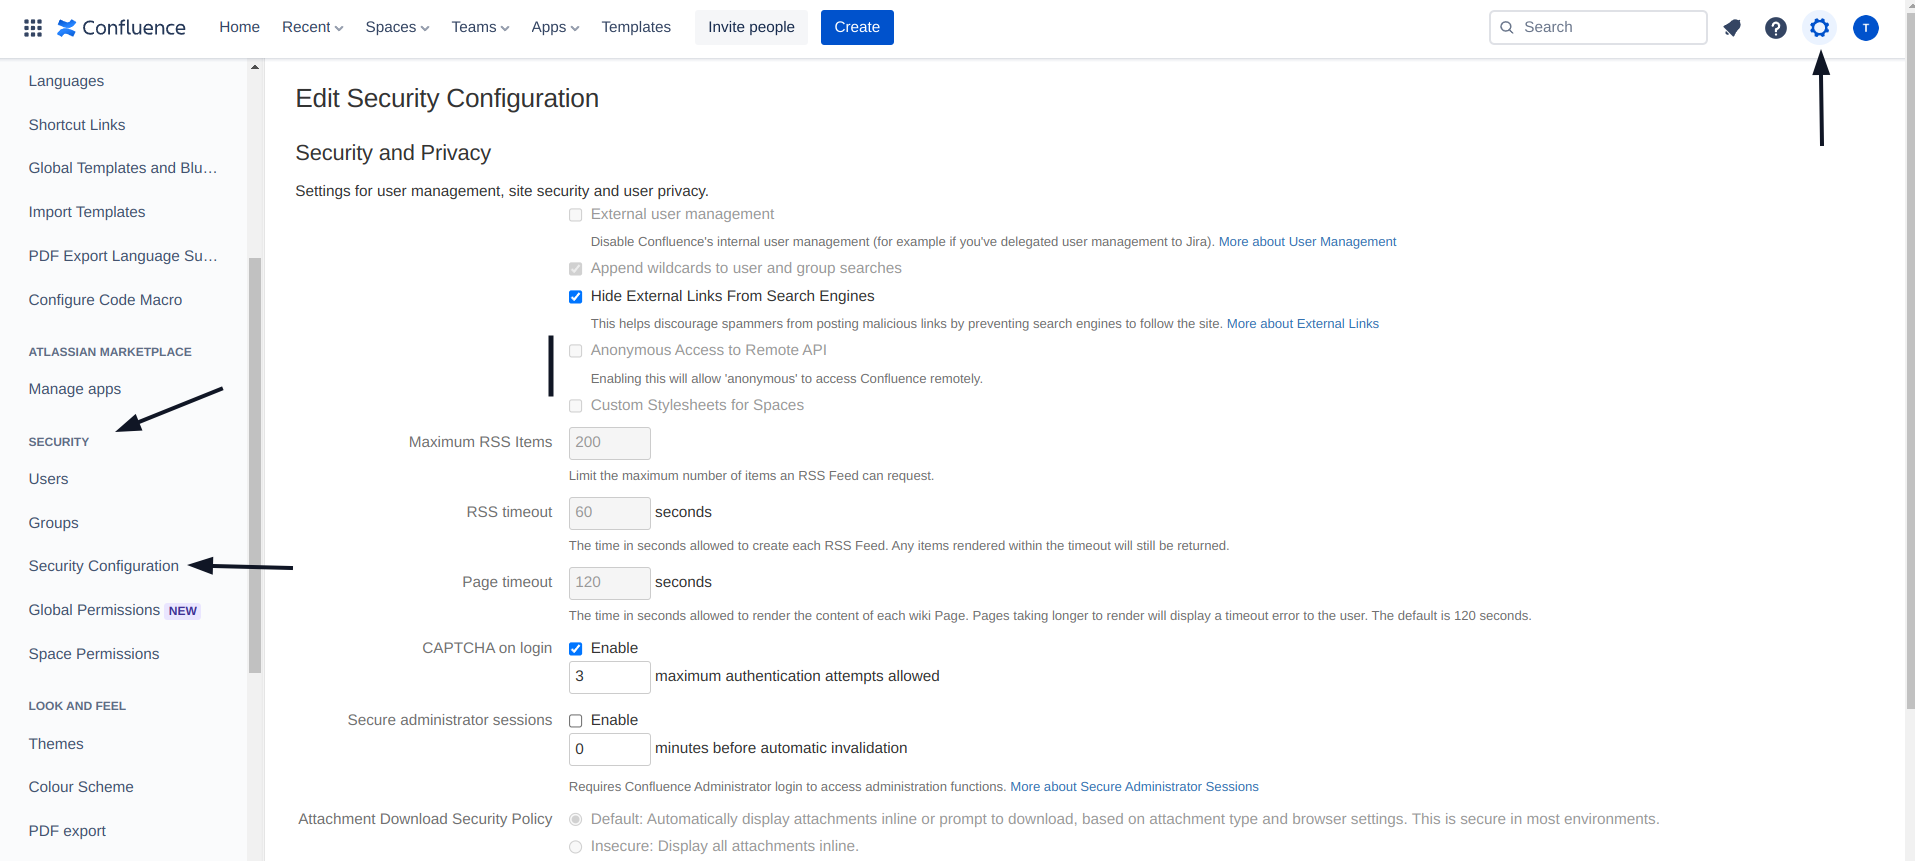 Confluence
Home Recent Spaces Teams Apps Templates Invite people Create Search T
Languages
Shortcut Links
Global Templates and Blu...
Import Templates
PDF Export Language Su...
Configure Code Macro
ATLASSIAN MARKETPLACE
Manage apps
SECURITY
Users
Groups
Security Configuration
Global Permissions NEW
Space Permissions
LOOK AND FEEL
Themes
Colour Scheme
PDF export
Edit Security Configuration
Security and Privacy
Settings for user management, site security and user privacy.
External user management
Disable Confluence's internal user management (for example if you've delegated user management to Jira). More about User Management
Append wildcards to user and group searches
Hide External Links From Search Engines
This helps discourage spammers from posting malicious links by preventing search engines to follow the site. More about External Links
Anonymous Access to Remote API
Enabling this will allow 'anonymous' to access Confluence remotely.
Custom Stylesheets for Spaces
Maximum RSS Items 200
Limit the maximum number of items an RSS Feed can request.
RSS timeout 60 seconds
The time in seconds allowed to create each RSS Feed. Any items rendered within the timeout will still be returned.
Page timeout 120 seconds
The time in seconds allowed to render the content of each wiki Page. Pages taking longer to render will display a timeout error to the user. The default is 120 seconds.
CAPTCHA on login Enable
3 maximum authentication attempts allowed
Secure administrator sessions Enable
0 minutes before automatic invalidation
Requires Confluence Administrator login to access administration functions. More about Secure Administrator Sessions
Attachment Download Security Policy Default: Automatically display attachments inline or prompt to download, based on attachment type and browser settings. This is secure in most environments.
Insecure: Display all attachments inline.